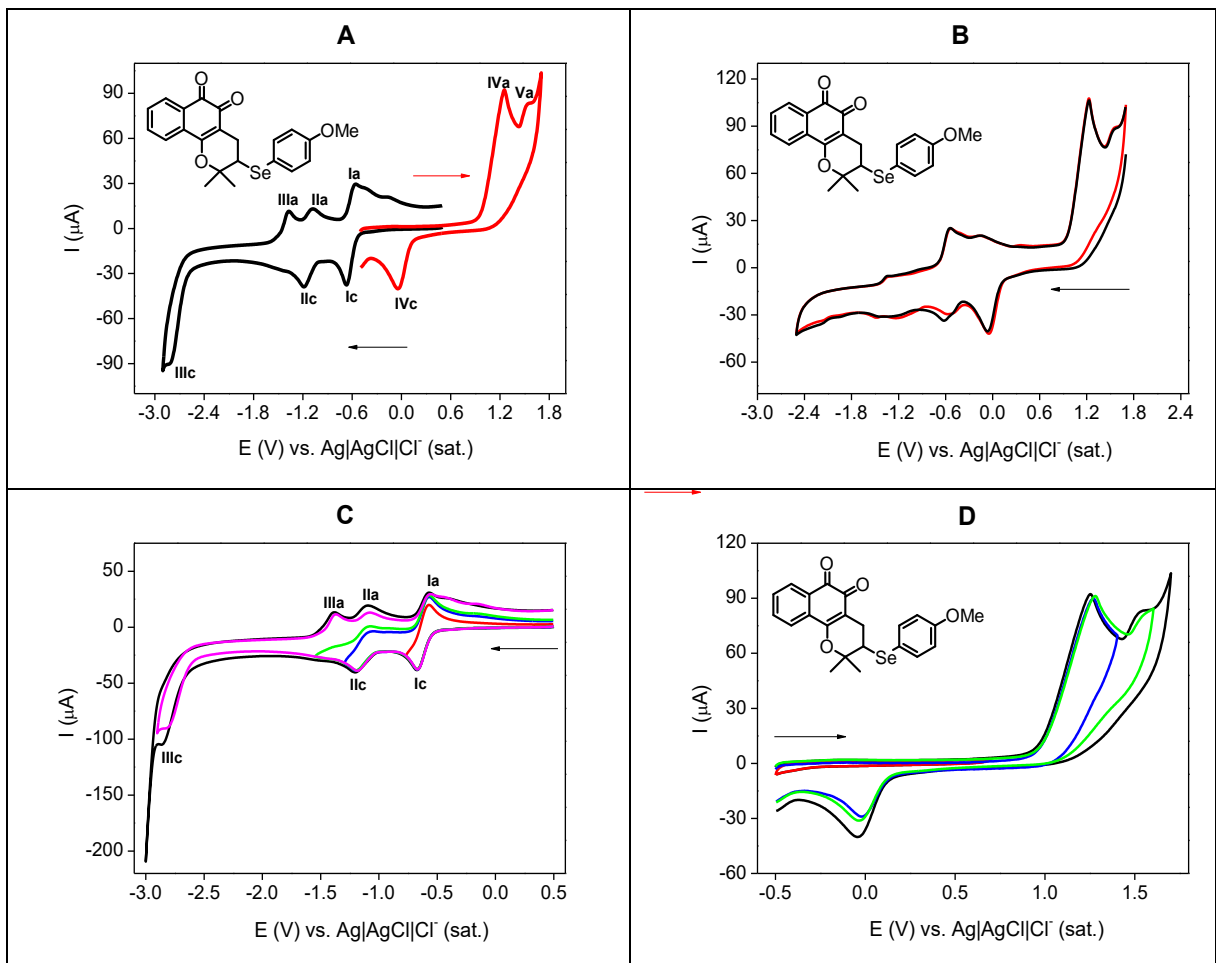 A
90
60
30
0
-30
-60
-90
I (μA)
-3.0 -2.4 -1.8 -1.2 -0.6 0.0 0.6 1.2 1.8
E (V) vs. Ag|AgCl|Cl⁻ (sat.)
O
O
OMe
O
Se
IVa
Va
Ia
IIIa
IIa
IIc
Ic
IVc
IIIc
B
120
90
60
30
0
-30
-60
I (μA)
-3.0 -2.4 -1.8 -1.2 -0.6 0.0 0.6 1.2 1.8 2.4
E (V) vs. Ag|AgCl|Cl⁻ (sat.)
O
O
OMe
O
Se
C
50
0
-50
-100
-150
-200
I (μA)
-3.0 -2.5 -2.0 -1.5 -1.0 -0.5 0.0 0.5
E (V) vs. Ag|AgCl|Cl⁻ (sat.)
IIIa
IIa
Ia
IIc
Ic
IIIc
D
120
90
60
30
0
-30
-60
I (μA)
-0.5 0.0 0.5 1.0 1.5
E (V) vs. Ag|AgCl|Cl⁻ (sat.)
O
O
OMe
O
Se